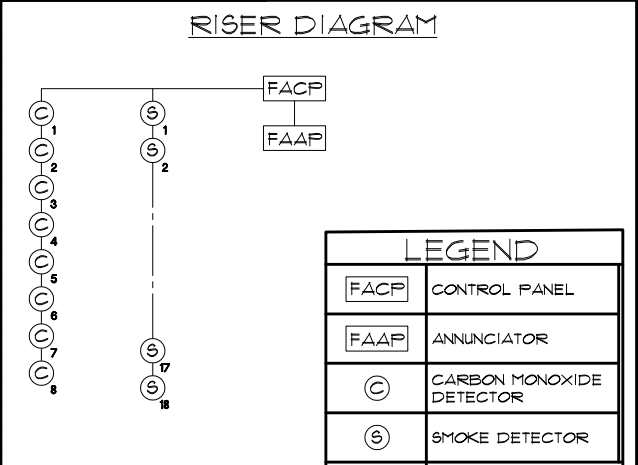 RISER DIAGRAM
FACP
C S
1 1
FAAP
C S
2 2
C
3
C
4
C
5
C
6
C S
7 17
C S
8 18
LEGEND
FACP CONTROL PANEL
FAAP ANNUNCIATOR
C CARBON MONOXIDE
DETECTOR
S SMOKE DETECTOR